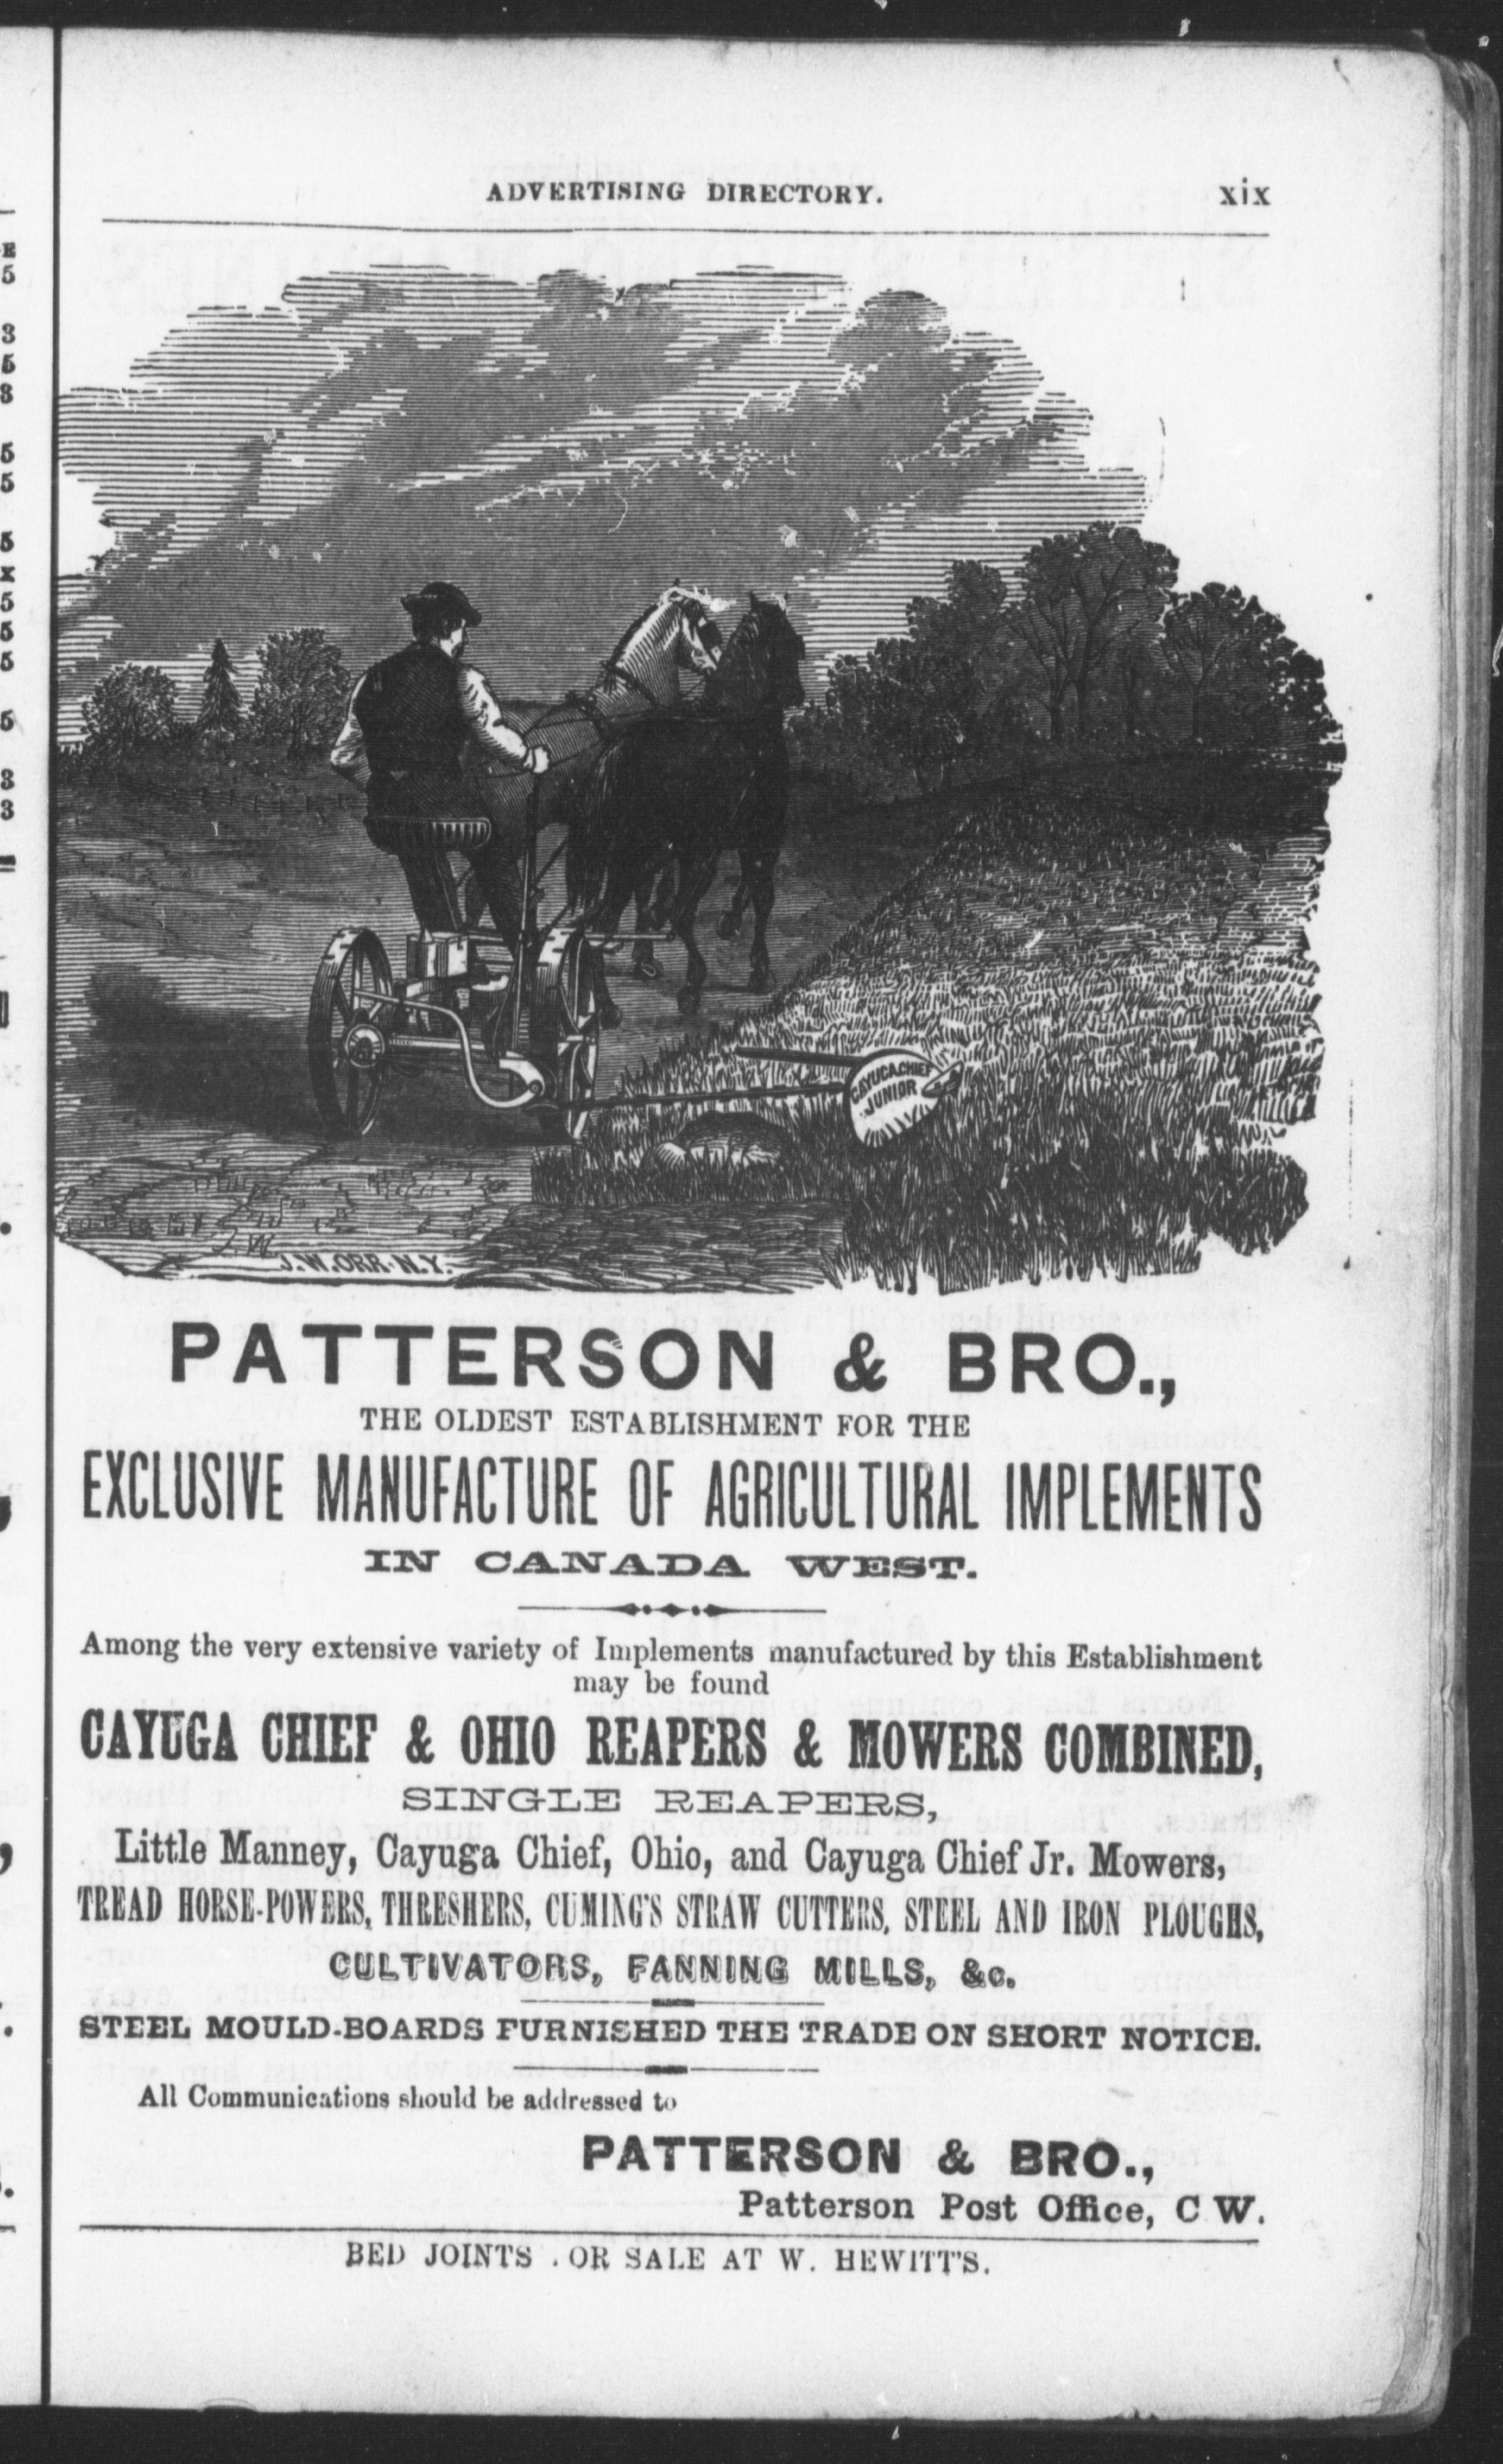 ADVERTISING DIRECTORY. xix
CAYUGA CHIEF
JUNIOR
J.W.ORR.N.Y.
PATTERSON & BRO.,
THE OLDEST ESTABLISHMENT FOR THE
EXCLUSIVE MANUFACTURE OF AGRICULTURAL IMPLEMENTS
IN CANADA WEST.
Among the very extensive variety of Implements manufactured by this Establishment
may be found
CAYUGA CHIEF & OHIO REAPERS & MOWERS COMBINED,
SINGLE REAPERS,
Little Manney, Cayuga Chief, Ohio, and Cayuga Chief Jr. Mowers,
TREAD HORSE-POWERS, THRESHERS, CUMING'S STRAW CUTTERS, STEEL AND IRON PLOUGHS,
CULTIVATORS, FANNING MILLS, &c.
STEEL MOULD-BOARDS FURNISHED THE TRADE ON SHORT NOTICE.
All Communications should be addressed to
PATTERSON & BRO.,
Patterson Post Office, C W.
BED JOINTS . OR SALE AT W. HEWITT'S.